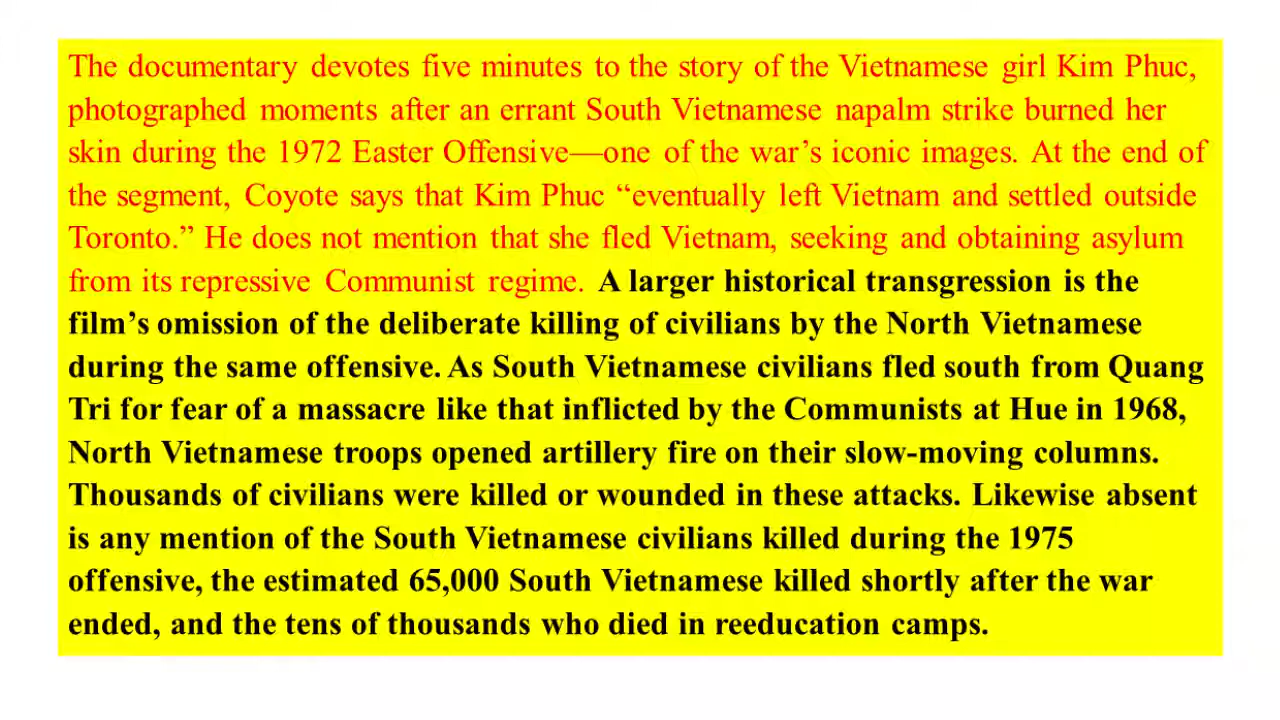 The documentary devotes five minutes to the story of the Vietnamese girl Kim Phuc,
photographed moments after an errant South Vietnamese napalm strike burned her
skin during the 1972 Easter Offensive—one of the war’s iconic images. At the end of
the segment, Coyote says that Kim Phuc “eventually left Vietnam and settled outside
Toronto.” He does not mention that she fled Vietnam, seeking and obtaining asylum
from its repressive Communist regime. A larger historical transgression is the
film’s omission of the deliberate killing of civilians by the North Vietnamese
during the same offensive. As South Vietnamese civilians fled south from Quang
Tri for fear of a massacre like that inflicted by the Communists at Hue in 1968,
North Vietnamese troops opened artillery fire on their slow-moving columns.
Thousands of civilians were killed or wounded in these attacks. Likewise absent
is any mention of the South Vietnamese civilians killed during the 1975
offensive, the estimated 65,000 South Vietnamese killed shortly after the war
ended, and the tens of thousands who died in reeducation camps.